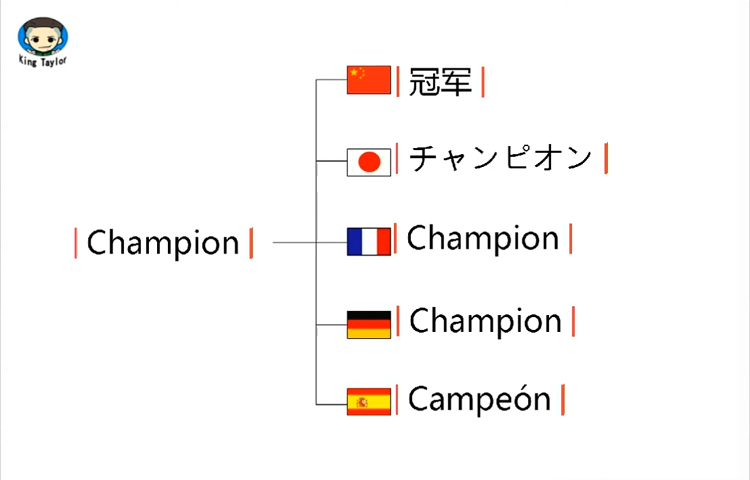 King Taylor
冠军
チャンピオン
Champion
Champion
Champion
Campeón